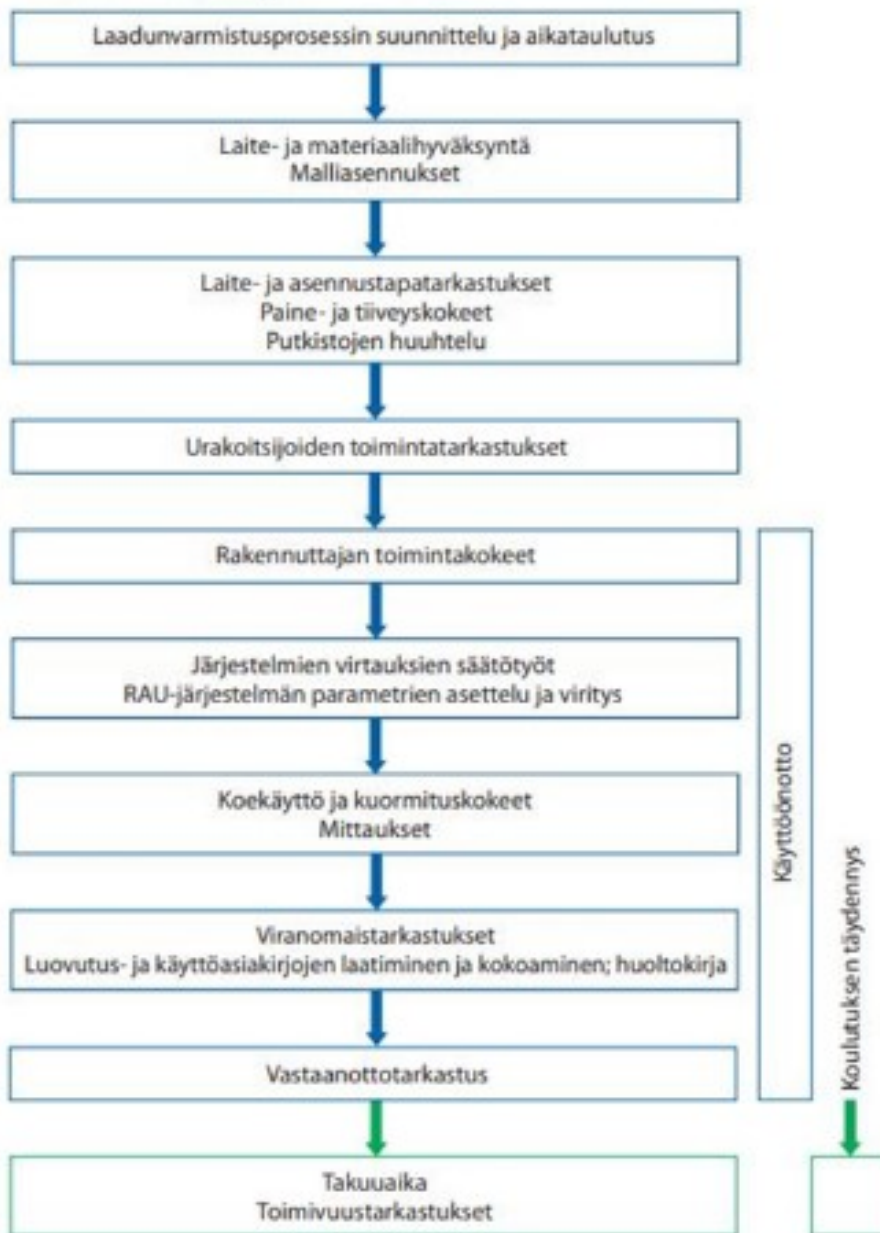 Laadunvarmistusprosessin suunnittelu ja aikataulutus
Laite- ja materiaalihyväksyntä
Malliasennukset
Laite- ja asennustapatarkastukset
Paine- ja tiiveyskokeet
Putkistojen huuhtelu
Urakoitsijoiden toimintatarkastukset
Rakennuttajan toimintakokeet
Järjestelmien virtauksien säätötyöt
RAU-järjestelmän parametrien asettelu ja viritys
Koekäyttö ja kuormituskokeet
Mittaukset
Viranomaistarkastukset
Luovutus- ja käyttöasiakirjojen laatiminen ja kokoaminen; huoltokirja
Vastaanottotarkastus
Käyttöönotto
Koulutuksen täydennys
Takuuaika
Toimivuustarkastukset